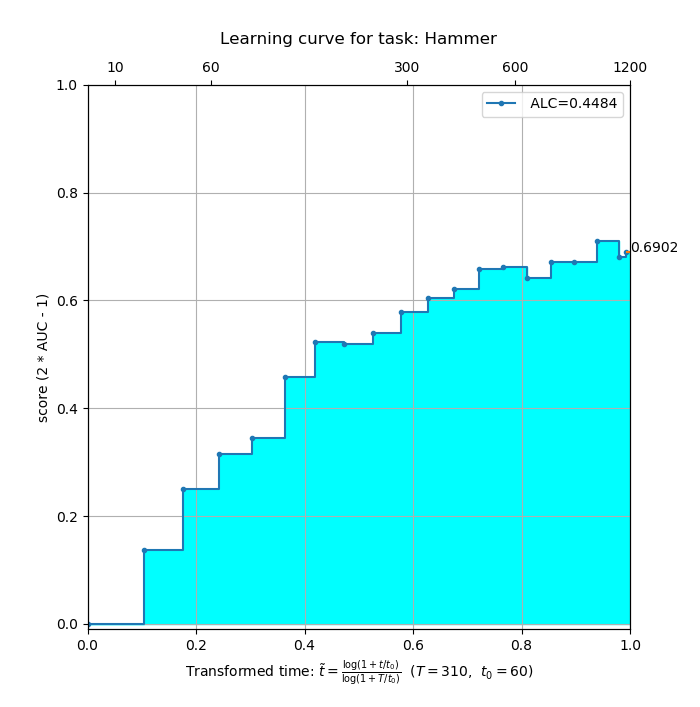 Learning curve for task: Hammer
10 60 300 600 1200
1.0
ALC=0.4484
0.8
0.6902
0.6
score (2 * AUC - 1)
0.4
0.2
0.0
0.0 0.2 0.4 0.6 0.8 1.0
Transformed time: t̃ = log(1 + t/t₀) / log(1 + T/t₀) (T = 310, t₀ = 60)